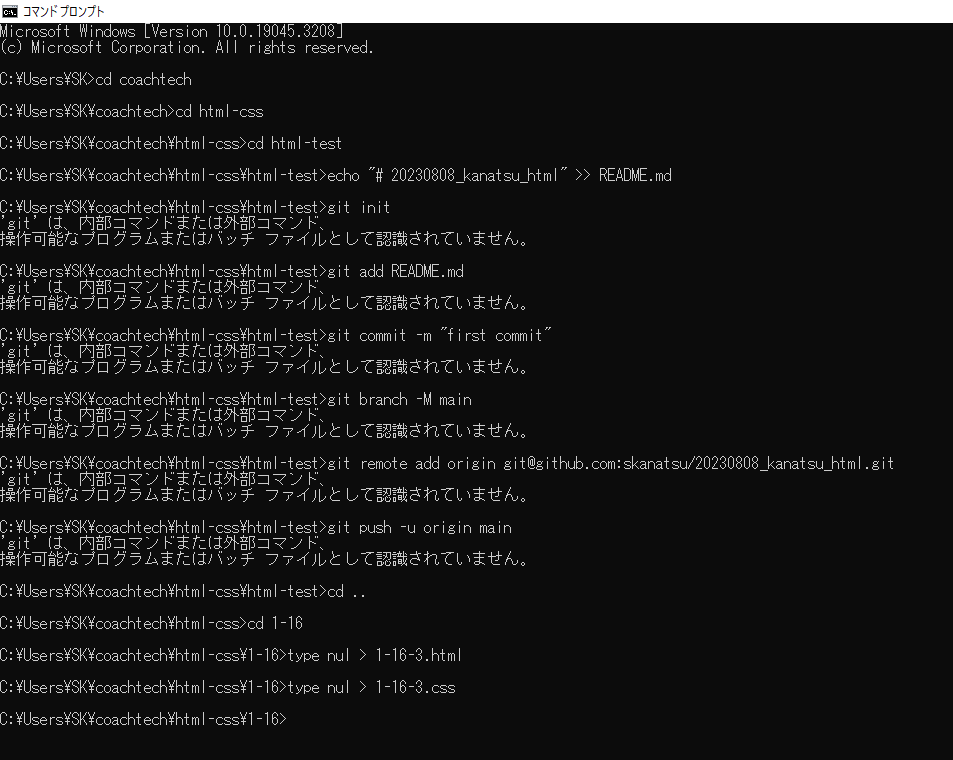 コマンド プロンプト
Microsoft Windows [Version 10.0.19045.3208]
(c) Microsoft Corporation. All rights reserved.
C:¥Users¥SK>cd coachtech
C:¥Users¥SK¥coachtech>cd html-css
C:¥Users¥SK¥coachtech¥html-css>cd html-test
C:¥Users¥SK¥coachtech¥html-css¥html-test>echo "# 20230808_kanatsu_html" >> README.md
C:¥Users¥SK¥coachtech¥html-css¥html-test>git init
'git' は、内部コマンドまたは外部コマンド、
操作可能なプログラムまたはバッチ ファイルとして認識されていません。
C:¥Users¥SK¥coachtech¥html-css¥html-test>git add README.md
'git' は、内部コマンドまたは外部コマンド、
操作可能なプログラムまたはバッチ ファイルとして認識されていません。
C:¥Users¥SK¥coachtech¥html-css¥html-test>git commit -m "first commit"
'git' は、内部コマンドまたは外部コマンド、
操作可能なプログラムまたはバッチ ファイルとして認識されていません。
C:¥Users¥SK¥coachtech¥html-css¥html-test>git branch -M main
'git' は、内部コマンドまたは外部コマンド、
操作可能なプログラムまたはバッチ ファイルとして認識されていません。
C:¥Users¥SK¥coachtech¥html-css¥html-test>git remote add origin git@github.com:skanatsu/20230808_kanatsu_html.git
'git' は、内部コマンドまたは外部コマンド、
操作可能なプログラムまたはバッチ ファイルとして認識されていません。
C:¥Users¥SK¥coachtech¥html-css¥html-test>git push -u origin main
'git' は、内部コマンドまたは外部コマンド、
操作可能なプログラムまたはバッチ ファイルとして認識されていません。
C:¥Users¥SK¥coachtech¥html-css¥html-test>cd ..
C:¥Users¥SK¥coachtech¥html-css>cd 1-16
C:¥Users¥SK¥coachtech¥html-css¥1-16>type nul > 1-16-3.html
C:¥Users¥SK¥coachtech¥html-css¥1-16>type nul > 1-16-3.css
C:¥Users¥SK¥coachtech¥html-css¥1-16>